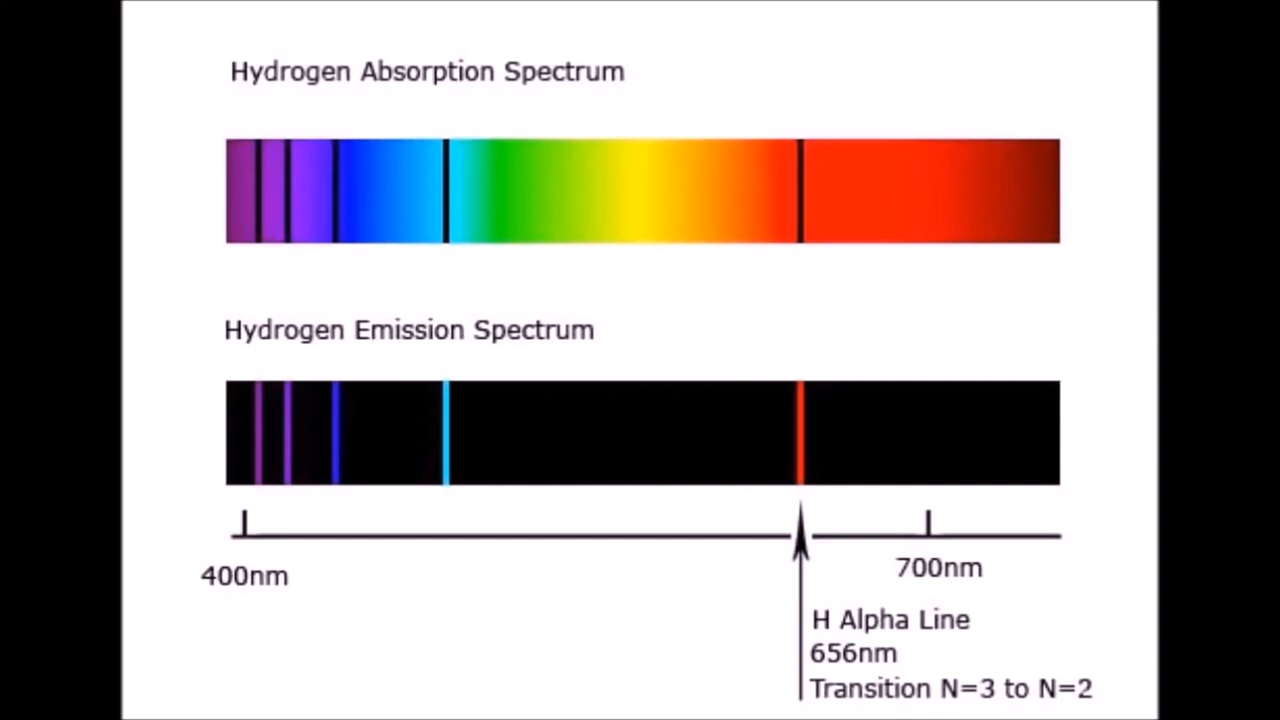 Hydrogen Absorption Spectrum
Hydrogen Emission Spectrum
400nm
700nm
H Alpha Line
656nm
Transition N=3 to N=2